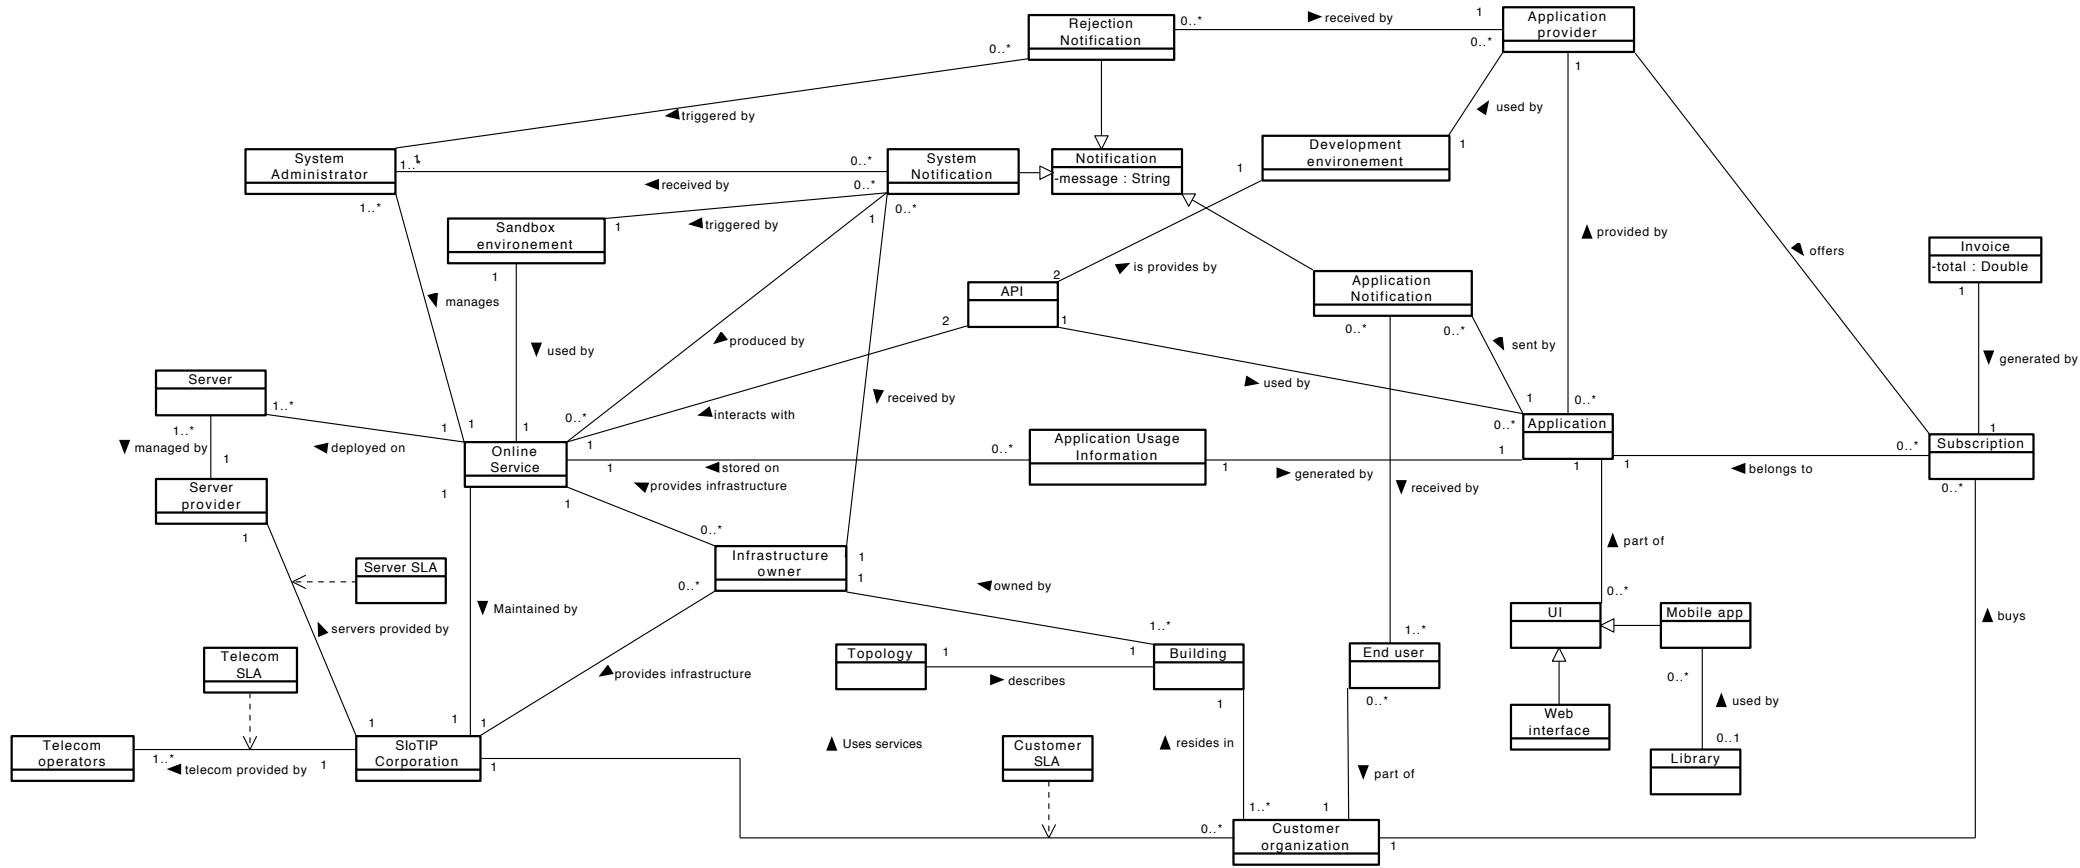 Rejection
Notification
0..*
received by
1
Application
provider
0..*
0..*
triggered by
1
used by
Development
environement
1
1
System
Administrator
1
1..*
0..*
received by
0..*
System
Notification
Notification
-message : String
1..*
1
0..*
Sandbox
environement
1
triggered by
1
provided by
offers
Invoice
-total : Double
1
is provides by
2
API
2
1
Application
Notification
0..*
0..*
manages
used by
produced by
sent by
generated by
Server
1..*
interacts with
received by
used by
1
0..*
1..*
managed by
1
deployed on
1
1
1
0..*
1
Online
Service
1
stored on
provides infrastructure
0..*
Application Usage
Information
1
generated by
1
0..*
Application
1
1
belongs to
0..*
1
Subscription
0..*
received by
Server
provider
1
1
1
0..*
Infrastructure
owner
1
1
0..*
owned by
part of
0..*
Server SLA
Maintained by
servers provided by
UI
Mobile app
buys
Telecom
SLA
provides infrastructure
Topology
1
describes
1
1..*
Building
1
1..*
End user
0..*
0..*
used by
0..1
Web
interface
Library
1
1
1
Telecom
operators
1..*
telecom provided by
1
SIoTIP
Corporation
1
Uses services
Customer
SLA
resides in
part of
1..*
1
0..*
Customer
organization
1